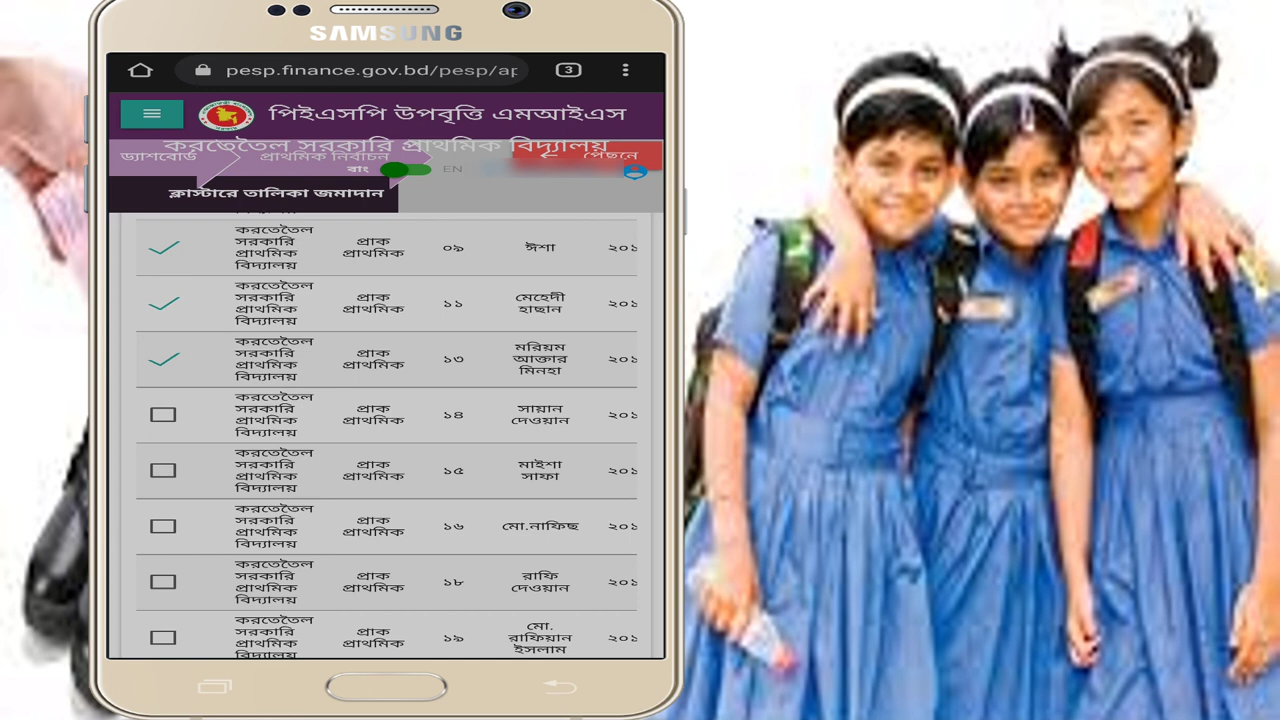 SAMSUNG
pesp.finance.gov.bd/pesp/ap
3
পিইএসপি উপবৃত্তি এমআইএস
করতেতৈল সরকারি প্রাথমিক বিদ্যালয়
ড্যাশবোর্ড
প্রাথমিক নির্বাচন
পেছনে
বাং
EN
ক্লাস্টারে তালিকা জমাদান
করতেতৈল
সরকারি প্রাক ০৯ ঈশা ২০১
প্রাথমিক প্রাথমিক
বিদ্যালয়
করতেতৈল
সরকারি প্রাক ১১ মেহেদী ২০১
প্রাথমিক প্রাথমিক হাছান
বিদ্যালয়
করতেতৈল মরিয়ম
সরকারি প্রাক ১৩ আক্তার ২০১
প্রাথমিক প্রাথমিক মিনহা
বিদ্যালয়
করতেতৈল
সরকারি প্রাক ১৪ সায়ান ২০১
প্রাথমিক প্রাথমিক দেওয়ান
বিদ্যালয়
করতেতৈল
সরকারি প্রাক ১৫ মাইশা ২০১
প্রাথমিক প্রাথমিক সাফা
বিদ্যালয়
করতেতৈল
সরকারি প্রাক ১৬ মো.নাফিছ ২০১
প্রাথমিক প্রাথমিক
বিদ্যালয়
করতেতৈল
সরকারি প্রাক ১৮ রাফি ২০১
প্রাথমিক প্রাথমিক দেওয়ান
বিদ্যালয়
করতেতৈল মো.
সরকারি প্রাক ১৯ রাফিয়ান ২০১
প্রাথমিক প্রাথমিক ইসলাম
বিদ্যালয়